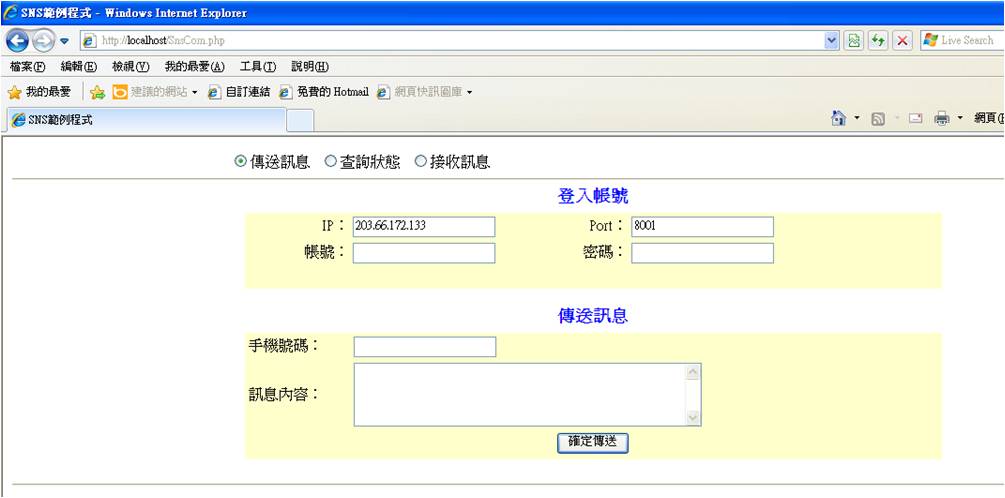 SNS範例程式 - Windows Internet Explorer
http://localhost/SnsCom.php Live Search
檔案(F) 編輯(E) 檢視(V) 我的最愛(A) 工具(T) 說明(H)
我的最愛 建議的網站 自訂連結 免費的 Hotmail 網頁快訊圖庫
SNS範例程式 網頁(P
傳送訊息 查詢狀態 接收訊息
登入帳號
IP： 203.66.172.133 Port： 8001
帳號： 密碼：
傳送訊息
手機號碼：
訊息內容：
確定傳送